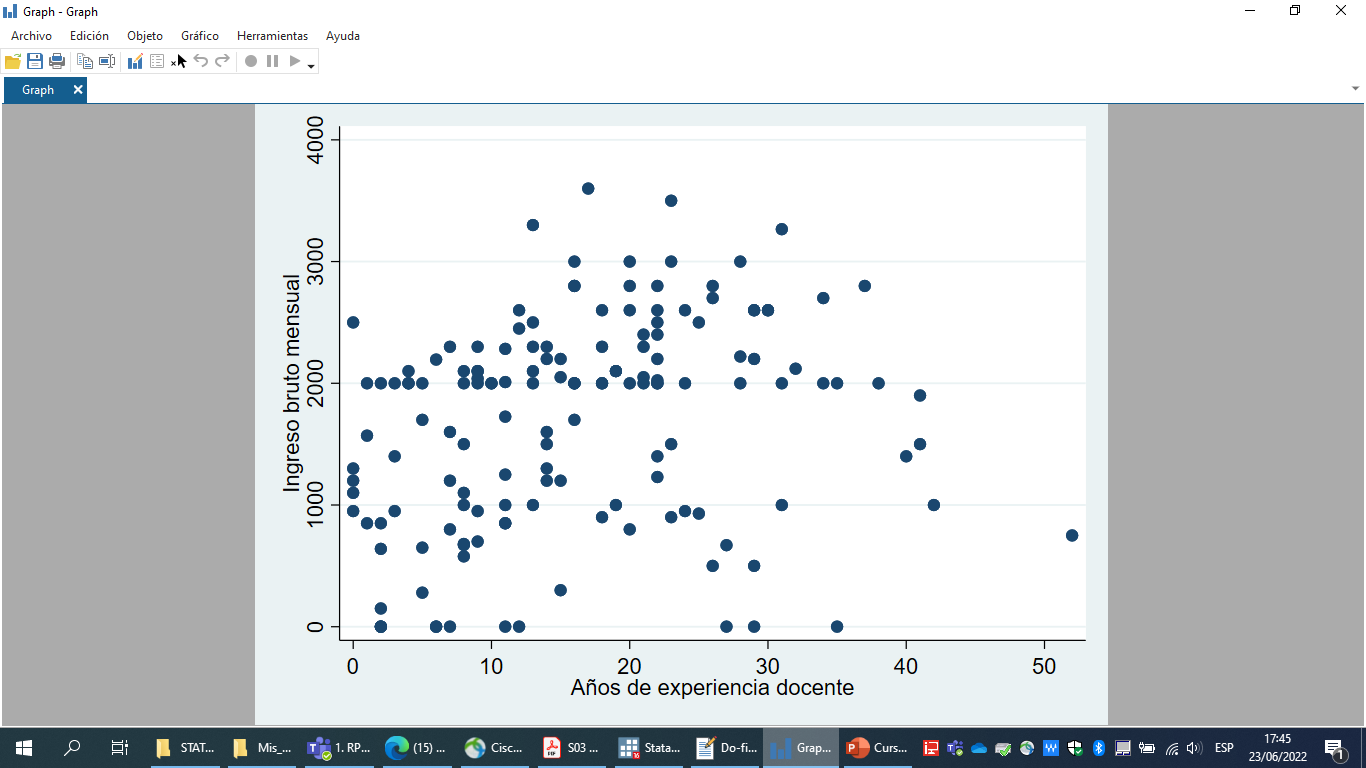 Graph - Graph
Archivo Edición Objeto Gráfico Herramientas Ayuda
Graph
4000
3000
2000
1000
0
Ingreso bruto mensual
0 10 20 30 40 50
Años de experiencia docente
STAT... Mis_... 1. RP... (15) ... Cisc... S03 ... Stata... Do-fi... Grap... Curs... ESP 17:45
23/06/2022